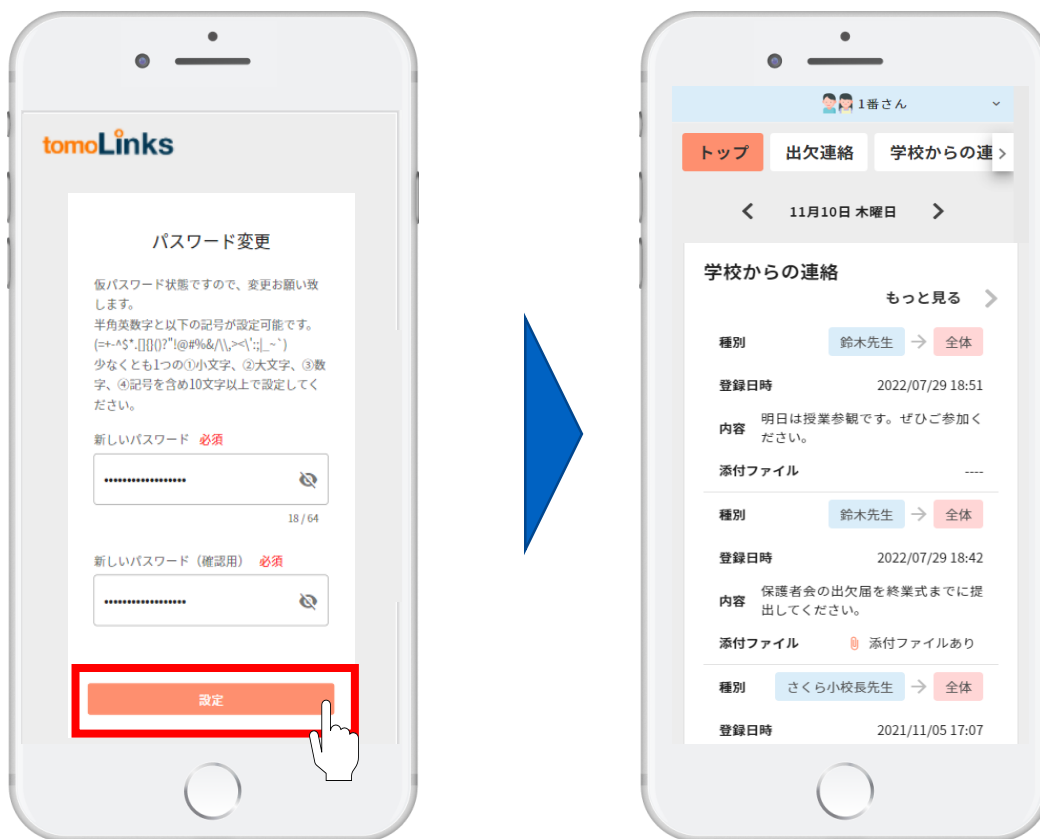 tomoLinks
パスワード変更
仮パスワード状態ですので、変更お願い致
します。
半角英数字と以下の記号が設定可能です。
(=+-^$*.[]{}()?"!@#%&/\\,><\':;|_~`)
少なくとも1つの①小文字、②大文字、③数
字、④記号を含め10文字以上で設定してく
ださい。
新しいパスワード 必須
••••••••••••••••••
18 / 64
新しいパスワード（確認用） 必須
••••••••••••••••••
設定
1番さん
トップ 出欠連絡 学校からの連
11月10日 木曜日
学校からの連絡
もっと見る
種別 鈴木先生 → 全体
登録日時 2022/07/29 18:51
内容 明日は授業参観です。ぜひご参加く
ださい。
添付ファイル ----
種別 鈴木先生 → 全体
登録日時 2022/07/29 18:42
内容 保護者会の出欠届を終業式までに提
出してください。
添付ファイル 添付ファイルあり
種別 さくら小校長先生 → 全体
登録日時 2021/11/05 17:07